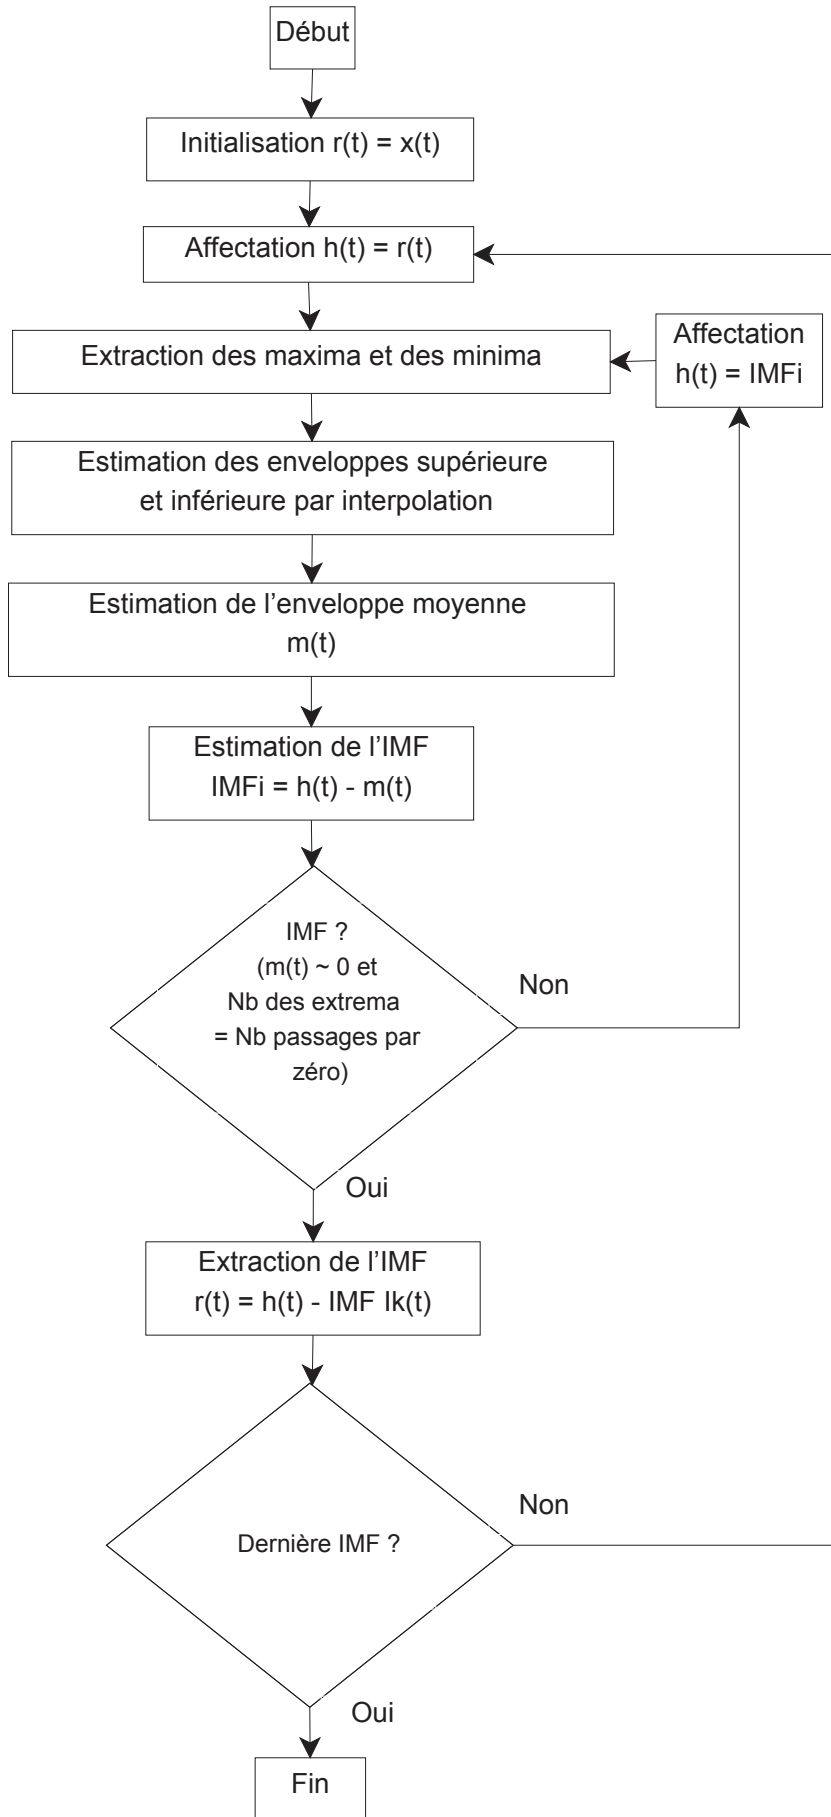 Début
Initialisation r(t) = x(t)
Affectation h(t) = r(t)
Extraction des maxima et des minima
Affectation
h(t) = IMFi
Estimation des enveloppes supérieure
et inférieure par interpolation
Estimation de l’enveloppe moyenne
m(t)
Estimation de l’IMF
IMFi = h(t) - m(t)
IMF ?
(m(t) ~ 0 et
Nb des extrema
= Nb passages par
zéro)
Non
Oui
Extraction de l’IMF
r(t) = h(t) - IMF Ik(t)
Dernière IMF ?
Non
Oui
Fin